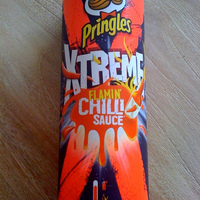 Pringles
XTREME
FLAMIN'
CHILLI
SAUCE